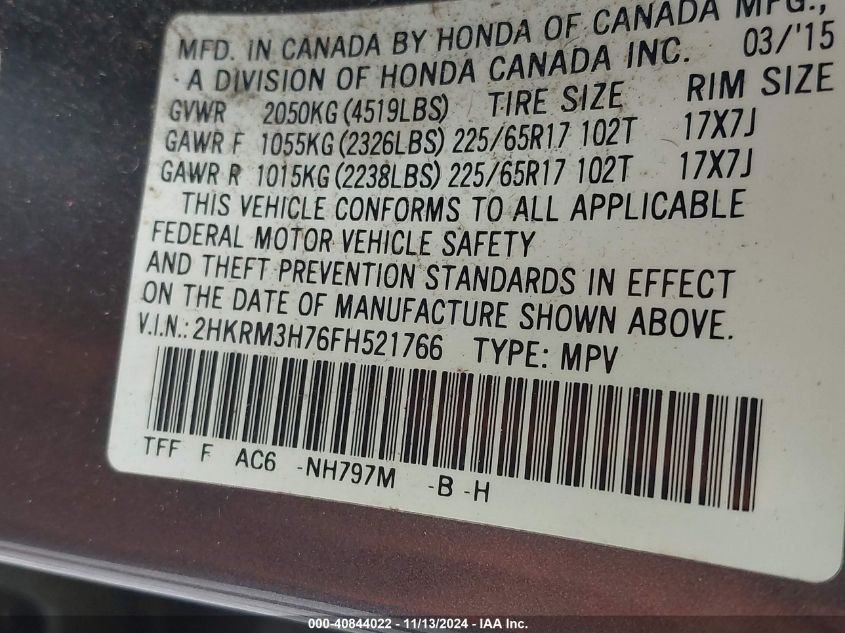 MFD. IN CANADA BY HONDA OF CANADA MFG.,
- A DIVISION OF HONDA CANADA INC. 03/'15
GVWR 2050KG (4519LBS) TIRE SIZE RIM SIZE
GAWR F 1055KG (2326LBS) 225/65R17 102T 17X7J
GAWR R 1015KG (2238LBS) 225/65R17 102T 17X7J
THIS VEHICLE CONFORMS TO ALL APPLICABLE
FEDERAL MOTOR VEHICLE SAFETY
AND THEFT PREVENTION STANDARDS IN EFFECT
ON THE DATE OF MANUFACTURE SHOWN ABOVE.
V.I.N.: 2HKRM3H76FH521766 TYPE: MPV
TFF F AC6 -NH797M -B -H
000-40844022 - 11/13/2024 - IAA Inc.